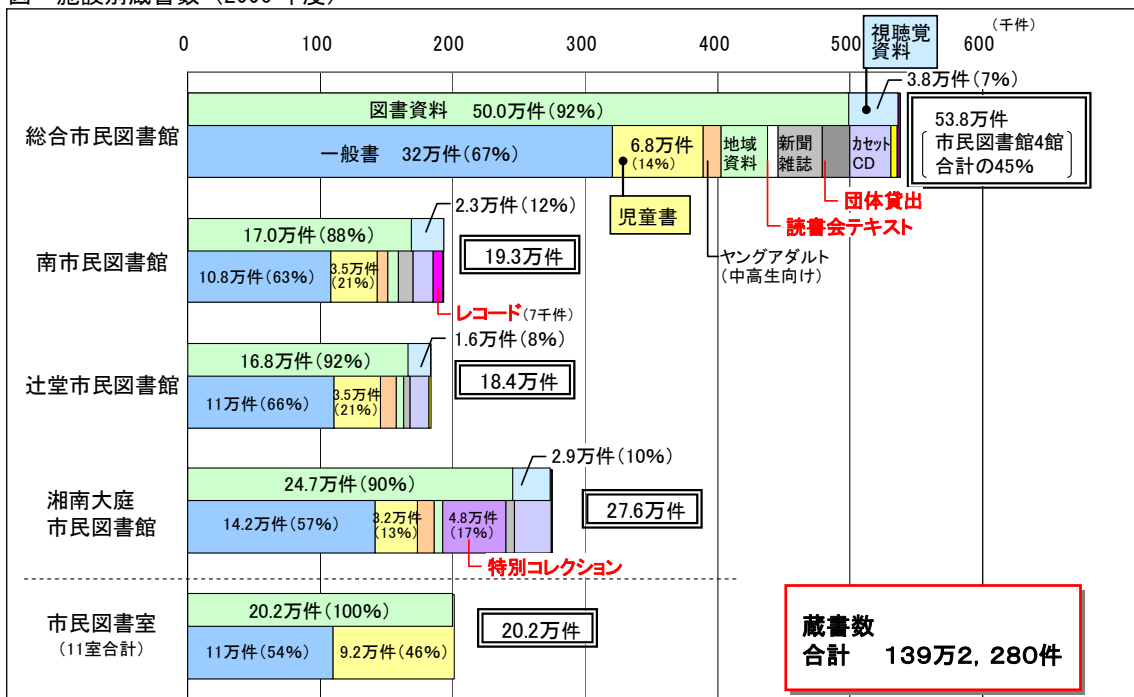 0 100 200 300 400 500 600 (千件)
視聴覚
資料
3.8万件(7%)
総合市民図書館
図書資料 50.0万件(92%)
一般書 32万件(67%)
6.8万件
(14%)
地域
資料
新聞
雑誌
カセット
CD
53.8万件
市民図書館4館
合計の45%
児童書
団体貸出
読書会テキスト
ヤングアダルト
(中高生向け)
南市民図書館
2.3万件(12%)
17.0万件(88%)
19.3万件
10.8万件(63%)
3.5万件
(21%)
レコード(7千件)
辻堂市民図書館
1.6万件(8%)
16.8万件(92%)
18.4万件
11万件(66%)
3.5万件
(21%)
湘南大庭
市民図書館
2.9万件(10%)
24.7万件(90%)
27.6万件
14.2万件(57%)
3.2万件
(13%)
4.8万件
(17%)
特別コレクション
市民図書室
(11室合計)
20.2万件(100%)
20.2万件
11万件(54%)
9.2万件(46%)
蔵書数
合計 139万2,280件